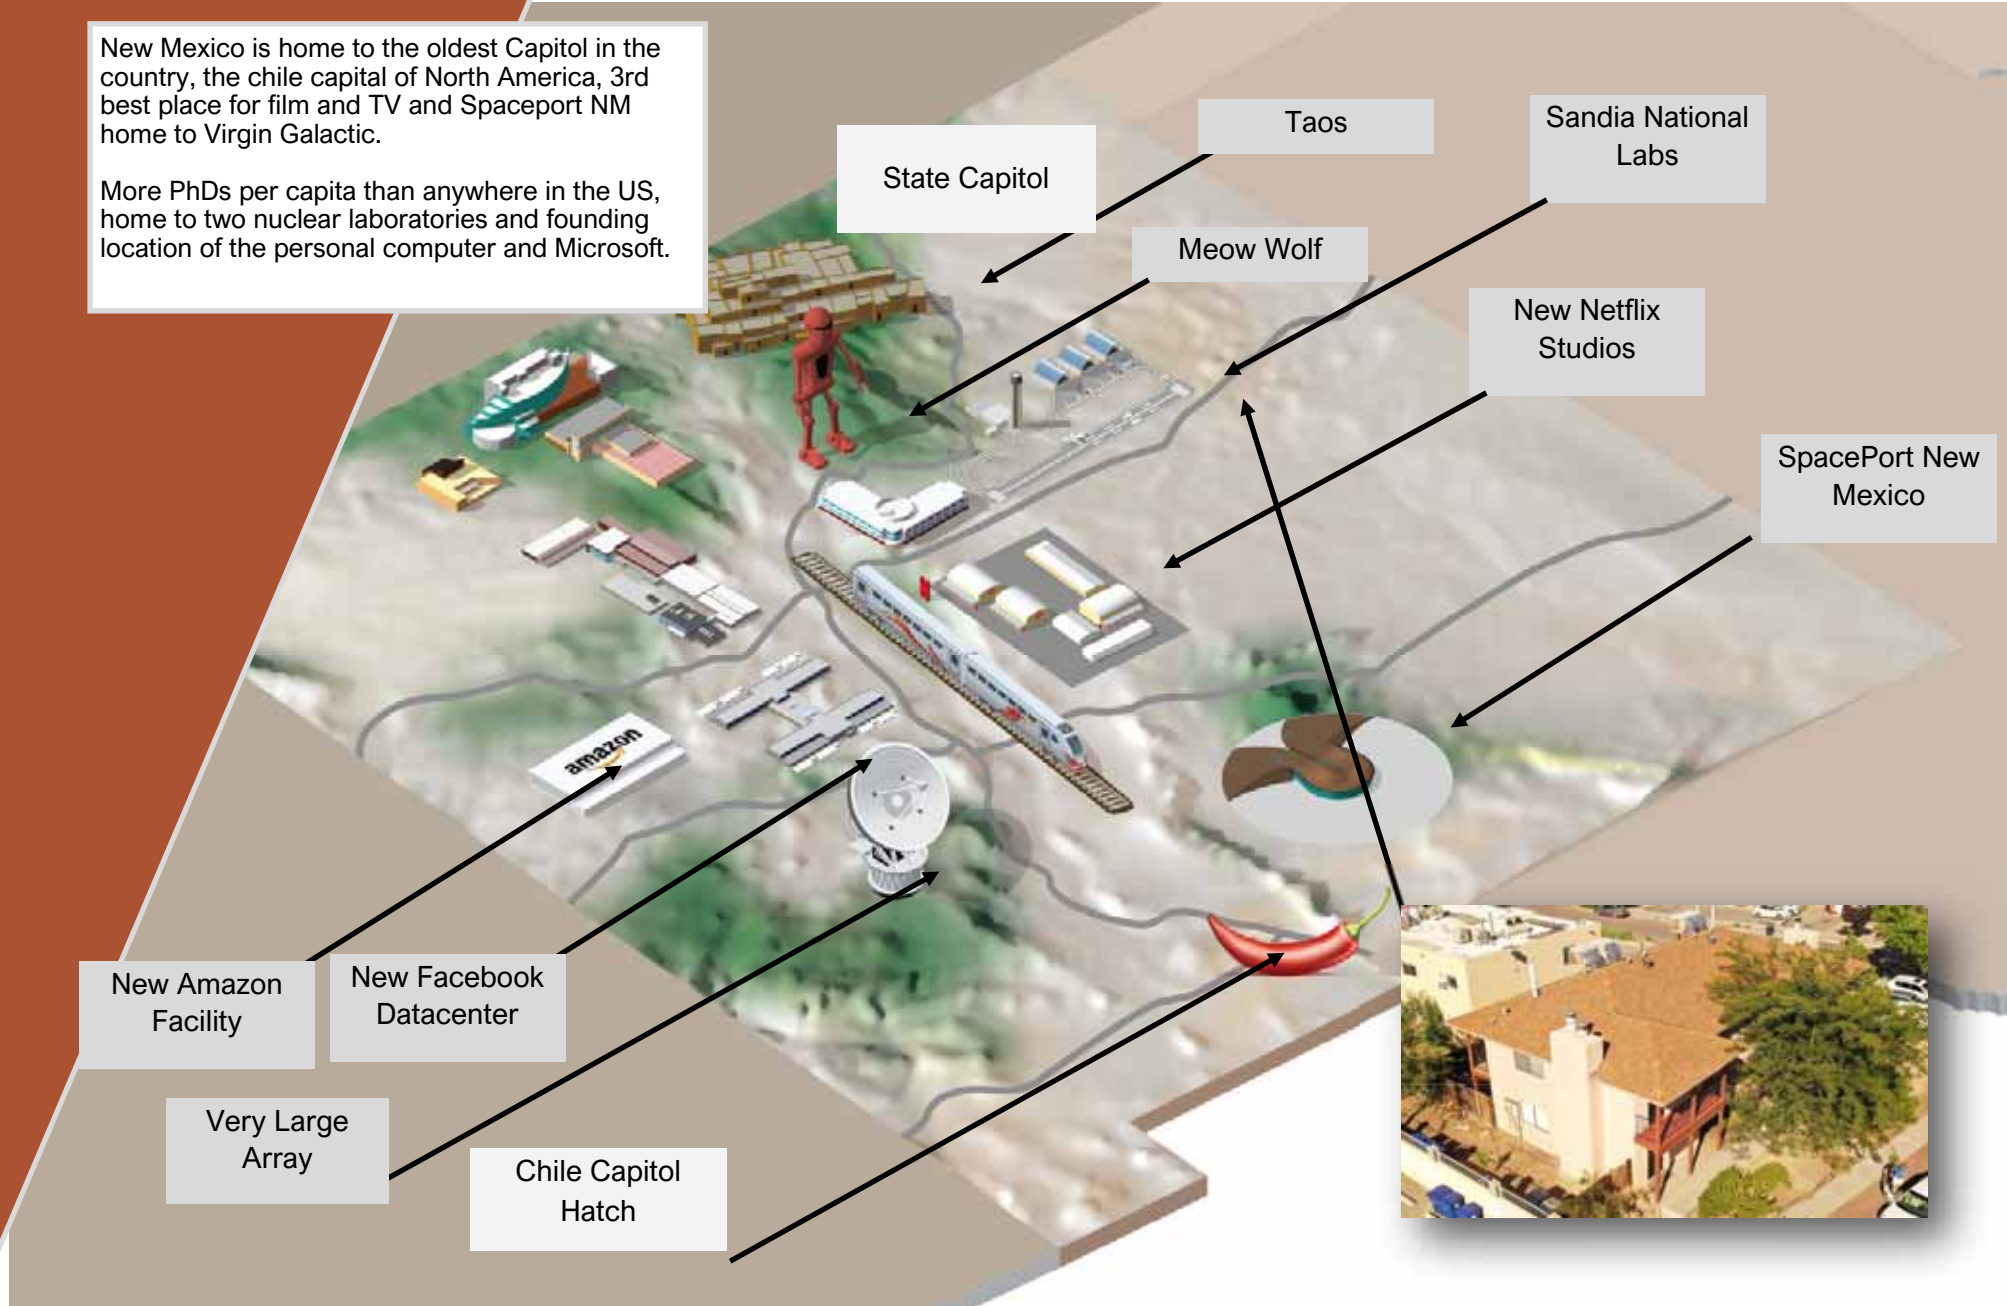 New Mexico is home to the oldest Capitol in the
country, the chile capital of North America, 3rd
best place for film and TV and Spaceport NM
home to Virgin Galactic.
More PhDs per capita than anywhere in the US,
home to two nuclear laboratories and founding
location of the personal computer and Microsoft.
State Capitol
Taos
Sandia National
Labs
Meow Wolf
New Netflix
Studios
SpacePort New
Mexico
amazon
New Amazon
Facility
New Facebook
Datacenter
Very Large
Array
Chile Capitol
Hatch